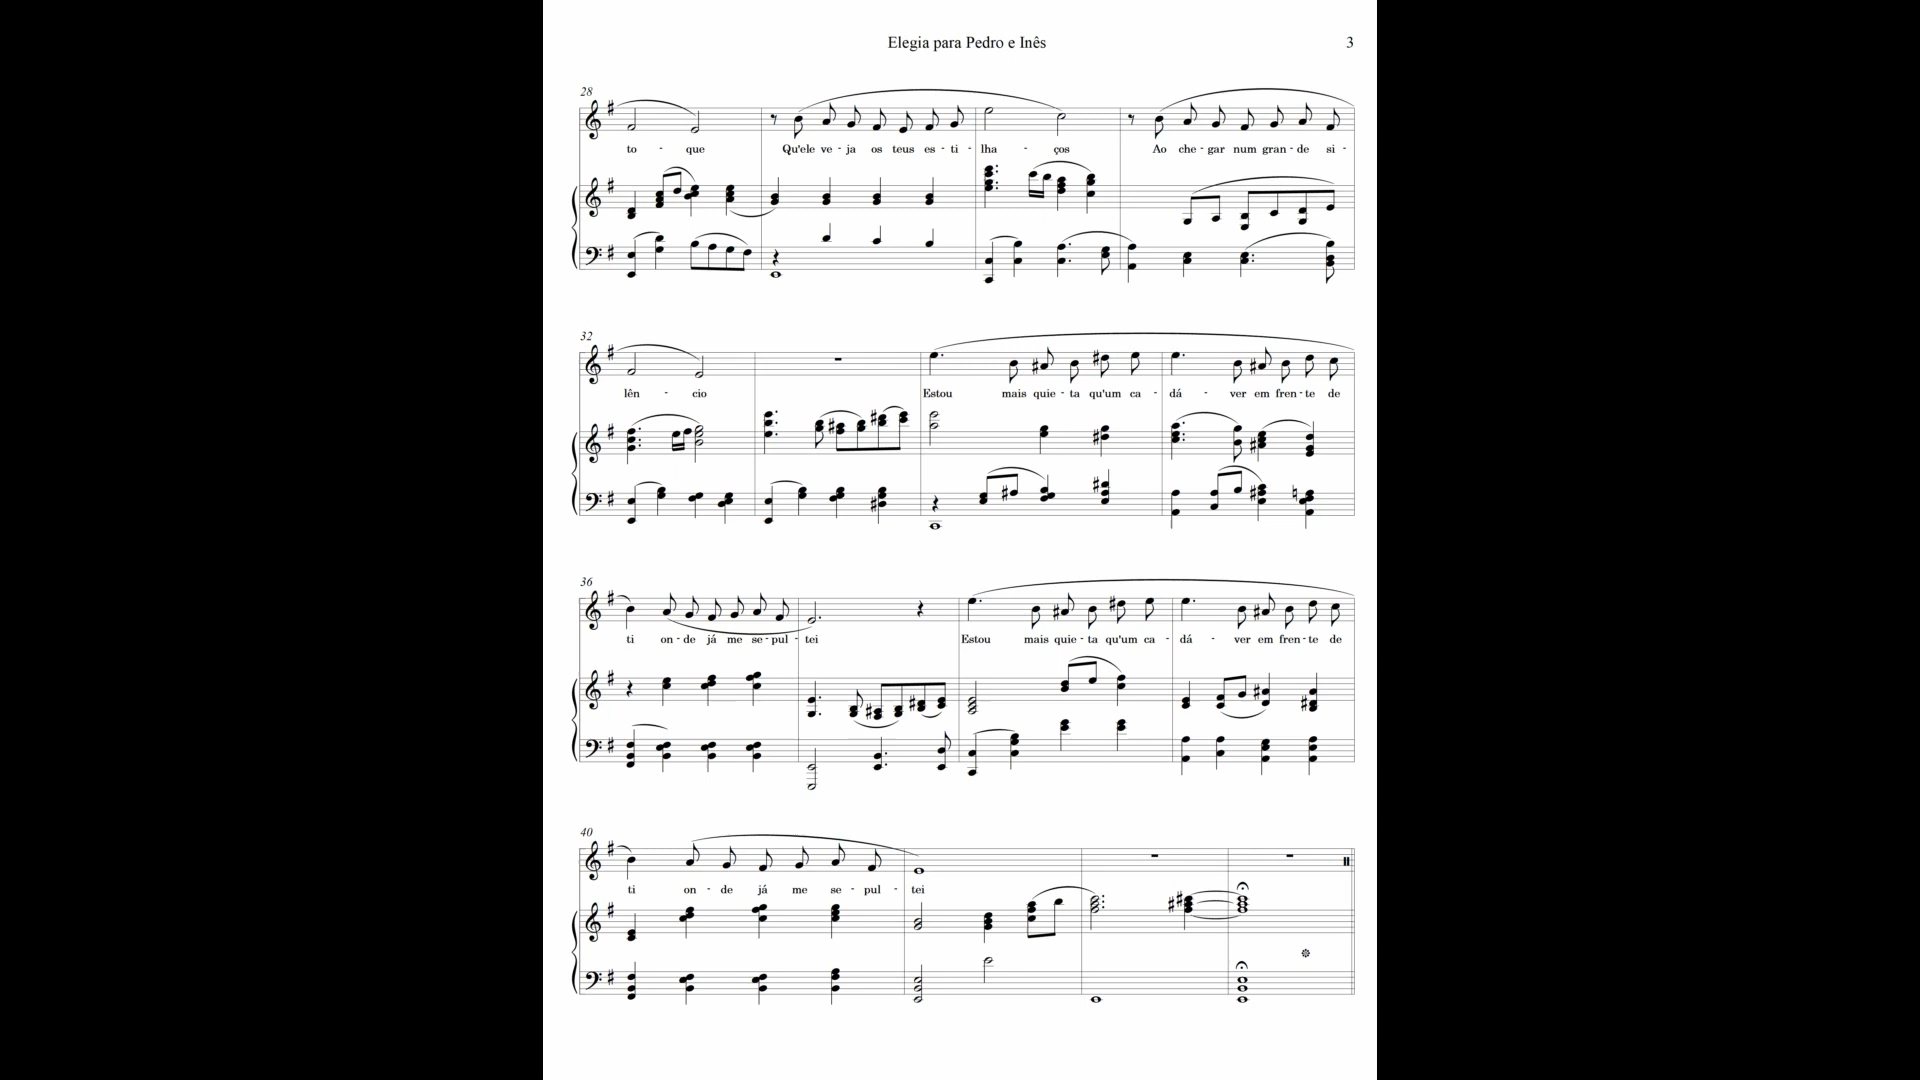 Elegia para Pedro e Inês
3
28
to - que Qu'ele ve - ja os teus es - ti - lha - ços Ao che - gar num gran - de si -
32
lên - cio Estou mais quie - ta qu'um ca - dá - ver em fren - te de
36
ti on - de já me se - pul - tei Estou mais quie - ta qu'um ca - dá - ver em fren - te de
40
ti on - de já me se - pul - tei